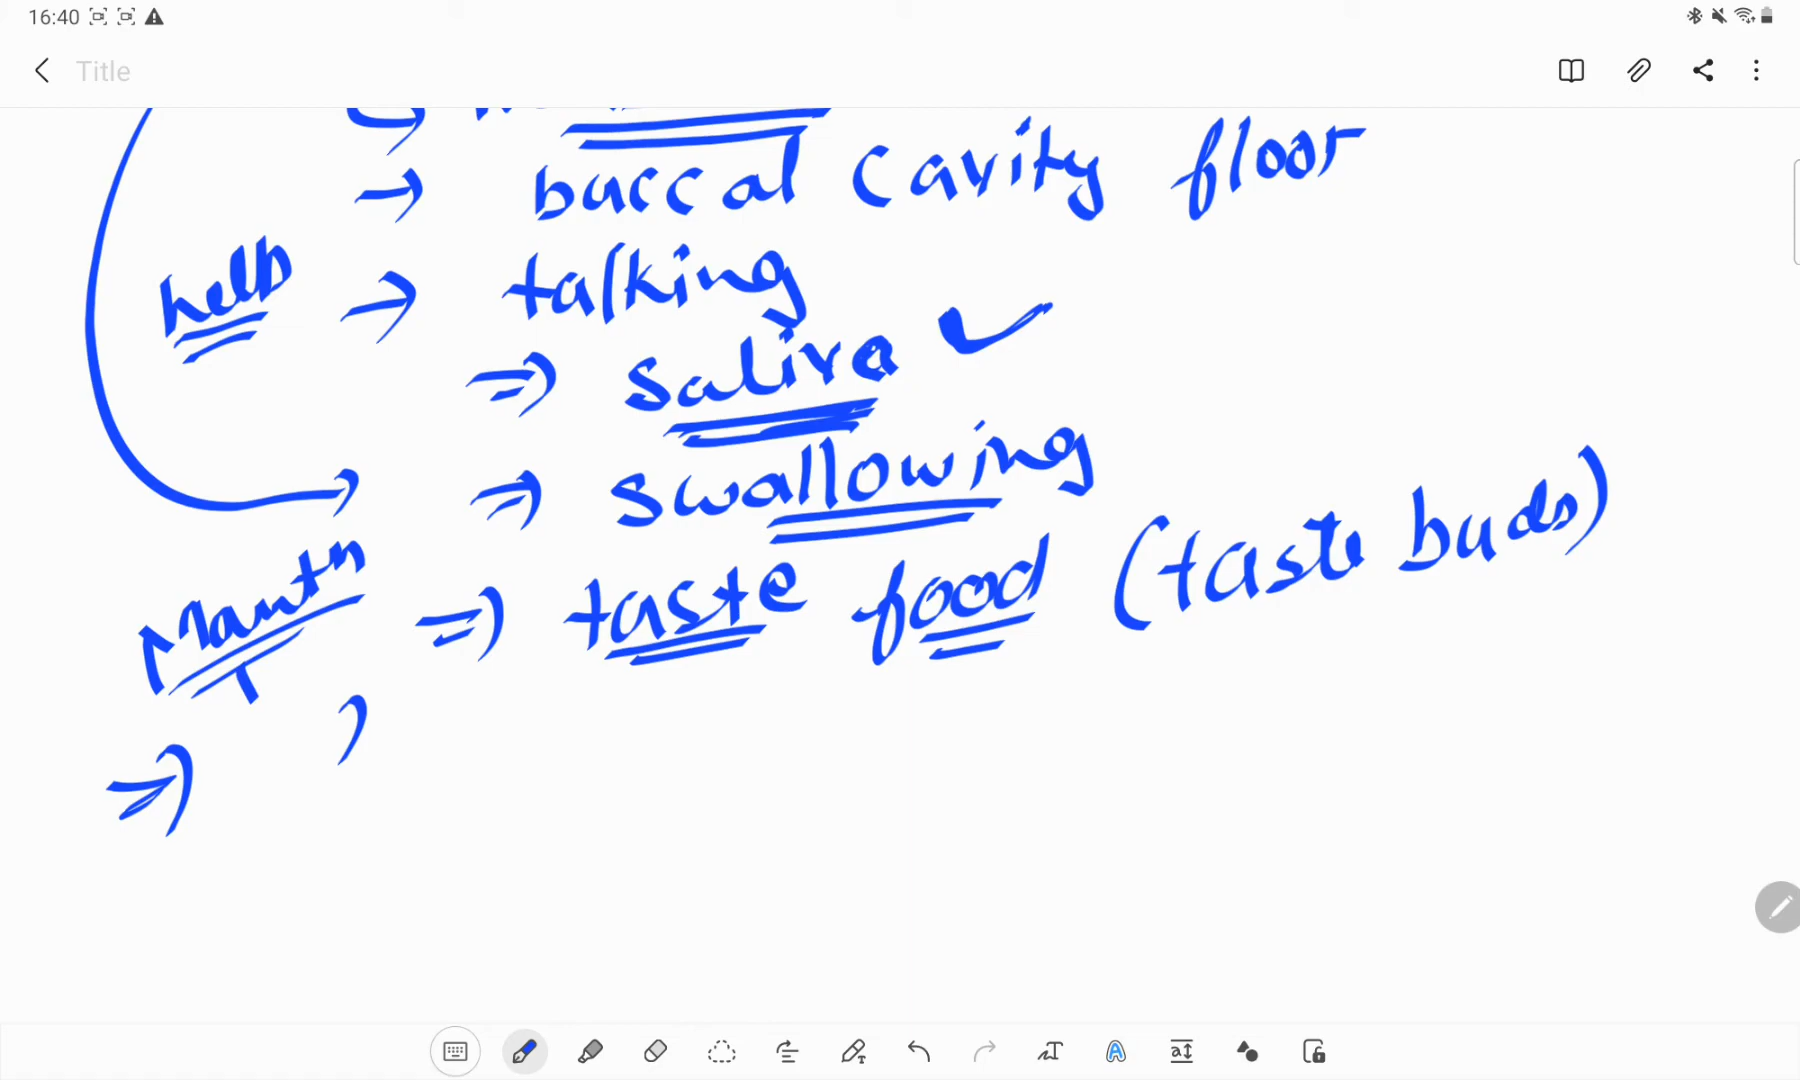 16:40
Title
→ buccal cavity floor
help → talking
⇒ saliva ✓
⇒ swallowing
Mouth ⇒ taste food (taste buds)
⇒